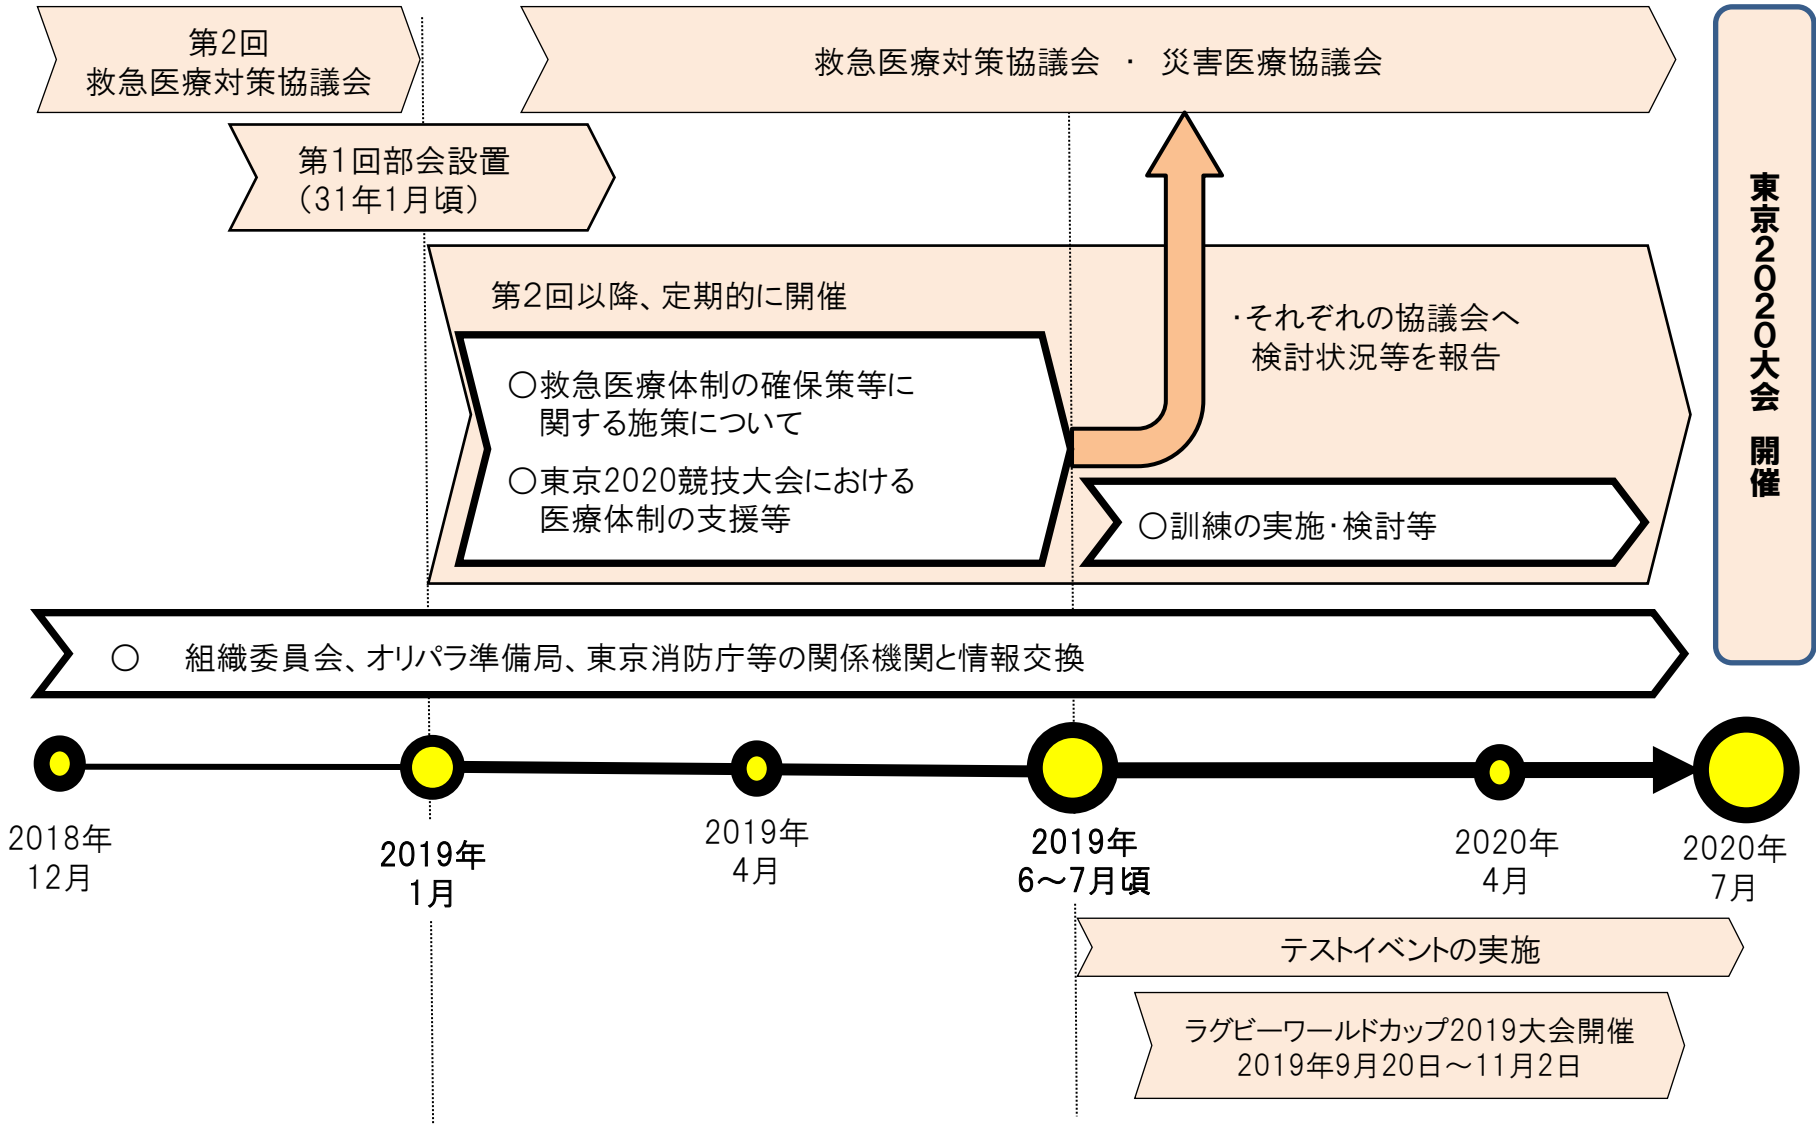 第2回
救急医療対策協議会
救急医療対策協議会 ・ 災害医療協議会
第1回部会設置
（31年1月頃）
第2回以降、定期的に開催
○救急医療体制の確保策等に
関する施策について
○東京2020競技大会における
医療体制の支援等
・それぞれの協議会へ
検討状況等を報告
○訓練の実施・検討等
○ 組織委員会、オリパラ準備局、東京消防庁等の関係機関と情報交換
東京2020大会 開催
2018年
12月
2019年
1月
2019年
4月
2019年
6～7月頃
2020年
4月
2020年
7月
テストイベントの実施
ラグビーワールドカップ2019大会開催
2019年9月20日～11月2日